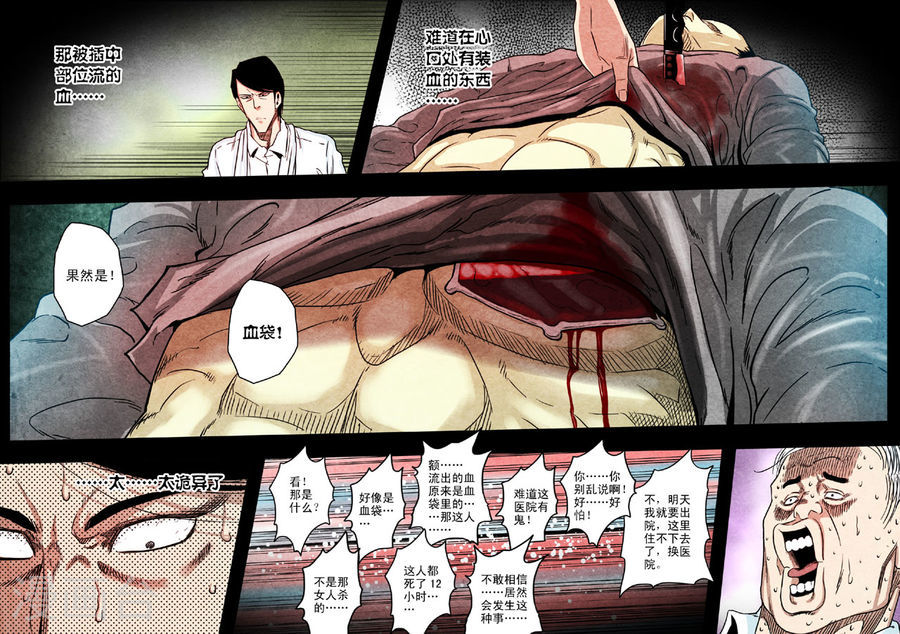 那被插中
部位流的
血……
难道在心
口处有装
血的东西
……
果然是！
血袋！
……太……太诡异了
看！
那是
什么？
好像是
血袋…
…
额……
流出的血
原来是血
袋里的…
…那这人
……
难道这
医院有
鬼！
你……你
别乱说啊！
好……好
怕！
不，明天
我就要出
院，这里
住不下去
了，不换医
院。
不是那
女人杀
的……
这人都
死了12
小时……
不敢相信
……居然
会发生这
种事…